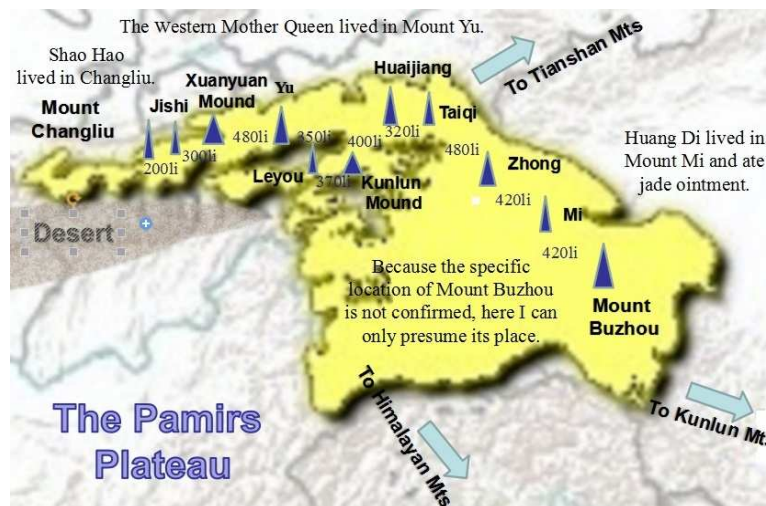 The Western Mother Queen lived in Mount Yu.
Shao Hao
lived in Changliu.
To Tianshan Mts
Huaijiang
Xuanyuan
Mound
Yu
Mount
Changliu
Jishi
Taiqi
200li
300li
480li
350li
400li
320li
480li
Huang Di lived in
Mount Mi and ate
jade ointment.
Zhong
Leyou
370li
Kunlun
Mound
420li
Mi
Desert
420li
Because the specific
location of Mount Buzhou
is not confirmed, here I can
only presume its place.
Mount
Buzhou
To Himalayan Mts
To Kunlun Mt.
The Pamirs
Plateau